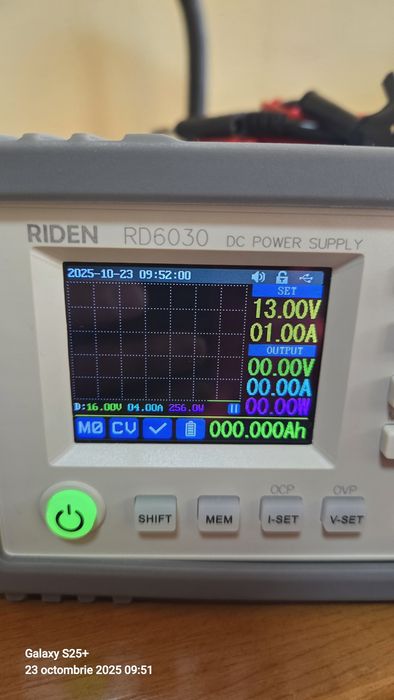 RIDEN RD6030 DC POWER SUPPLY
2025-10-23 09:52:00
SET
13.00V
01.00A
OUTPUT
00.00V
00.00A
00.00W
D:16.00V 04.00A 256.0W
M0 CV 000.000Ah
OCP OVP
SHIFT MEM I-SET V-SET
Galaxy S25+
23 octombrie 2025 09:51